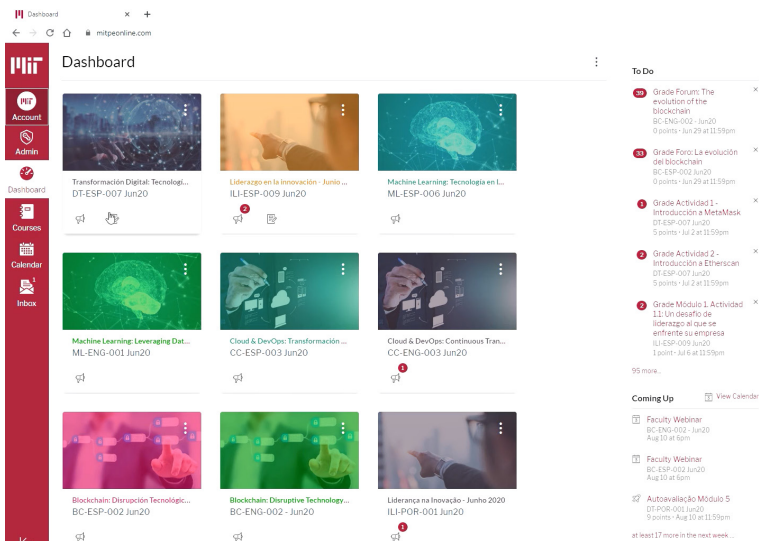 Dashboard
mitpeonline.com
MIT
MIT
Account
Admin
Dashboard
Courses
Calendar
1
Inbox
Dashboard
Transformación Digital: Tecnologí...
DT-ESP-007 Jun20
Liderazgo en la innovación - Junio ...
ILI-ESP-009 Jun20
2
Machine Learning: Tecnología en l...
ML-ESP-006 Jun20
Machine Learning: Leveraging Dat...
ML-ENG-001 Jun20
Cloud & DevOps: Transformación ...
CC-ESP-003 Jun20
Cloud & DevOps: Continuous Tran...
CC-ENG-003 Jun20
1
Blockchain: Disrupción Tecnológic...
BC-ESP-002 Jun20
Blockchain: Disruptive Technology...
BC-ENG-002 - Jun20
Liderança na Inovação - Junho 2020
ILI-POR-001 Jun20
1
To Do
39
Grade Forum: The
evolution of the
blockchain
BC-ENG-002 - Jun20
0 points • Jun 29 at 11:59pm
33
Grade Foro: La evolución
del blockchain
BC-ESP-002 Jun20
0 points • Jun 29 at 11:59pm
1
Grade Actividad 1 -
Introducción a MetaMask
DT-ESP-007 Jun20
5 points • Jul 2 at 11:59pm
2
Grade Actividad 2 -
Introducción a Etherscan
DT-ESP-007 Jun20
5 points • Jul 2 at 11:59pm
2
Grade Módulo 1. Actividad
1.1: Un desafío de
liderazgo al que se
enfrente su empresa
ILI-ESP-009 Jun20
1 point • Jul 6 at 11:59pm
95 more...
Coming Up
View Calendar
Faculty Webinar
BC-ENG-002 - Jun20
Aug 10 at 6pm
Faculty Webinar
BC-ESP-002 Jun20
Aug 10 at 6pm
Autoavaliação Módulo 5
DT-POR-001 Jun20
9 points • Aug 10 at 11:59pm
at least 17 more in the next week ...